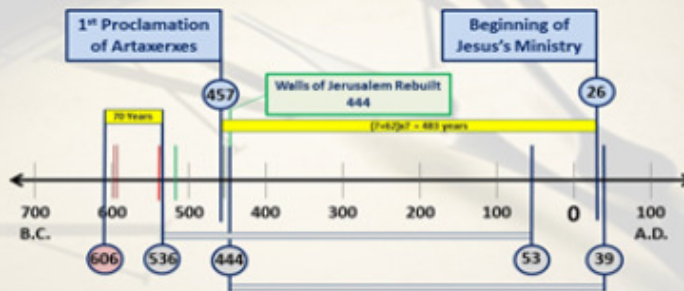 1st Proclamation
of Artaxerxes
Beginning of
Jesus's Ministry
457
Walls of Jerusalem Rebuilt
444
26
70 Years
(7+62)x7 = 483 years
700 600 500 400 300 200 100 0 100
B.C. A.D.
606 536 444 53 39